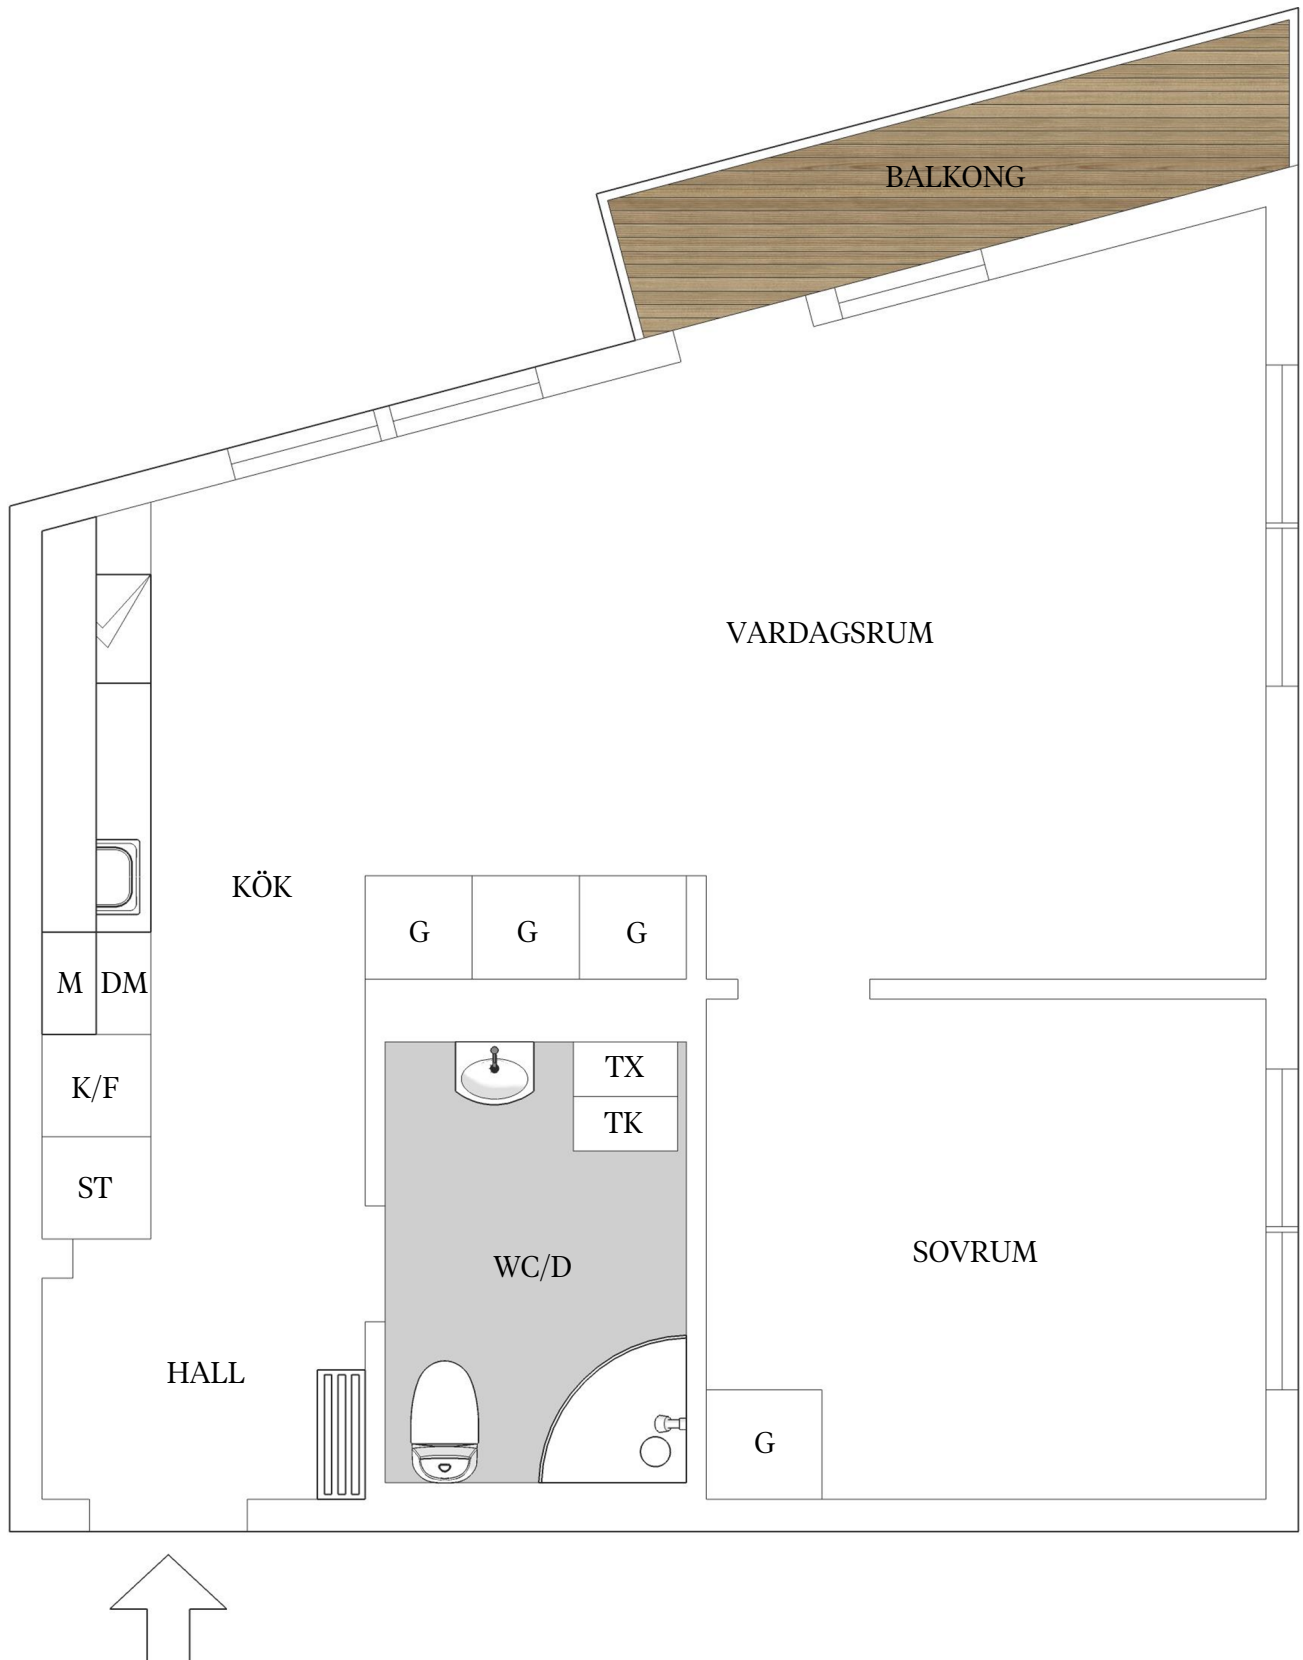 BALKONG
VARDAGSRUM
KÖK
G G G
M DM
TX
K/F
TK
ST
SOVRUM
WC/D
HALL
G